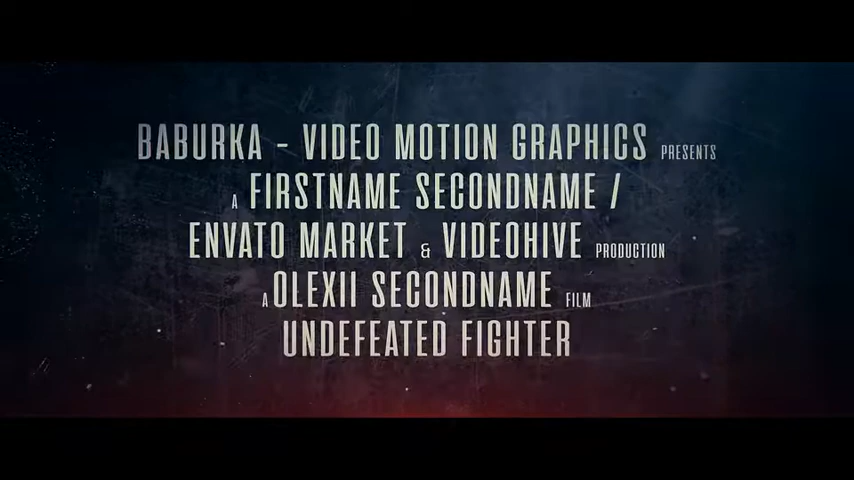 BABURKA - VIDEO MOTION GRAPHICS PRESENTS
A FIRSTNAME SECONDNAME /
ENVATO MARKET & VIDEOHIVE PRODUCTION
A OLEXII SECONDNAME FILM
UNDEFEATED FIGHTER